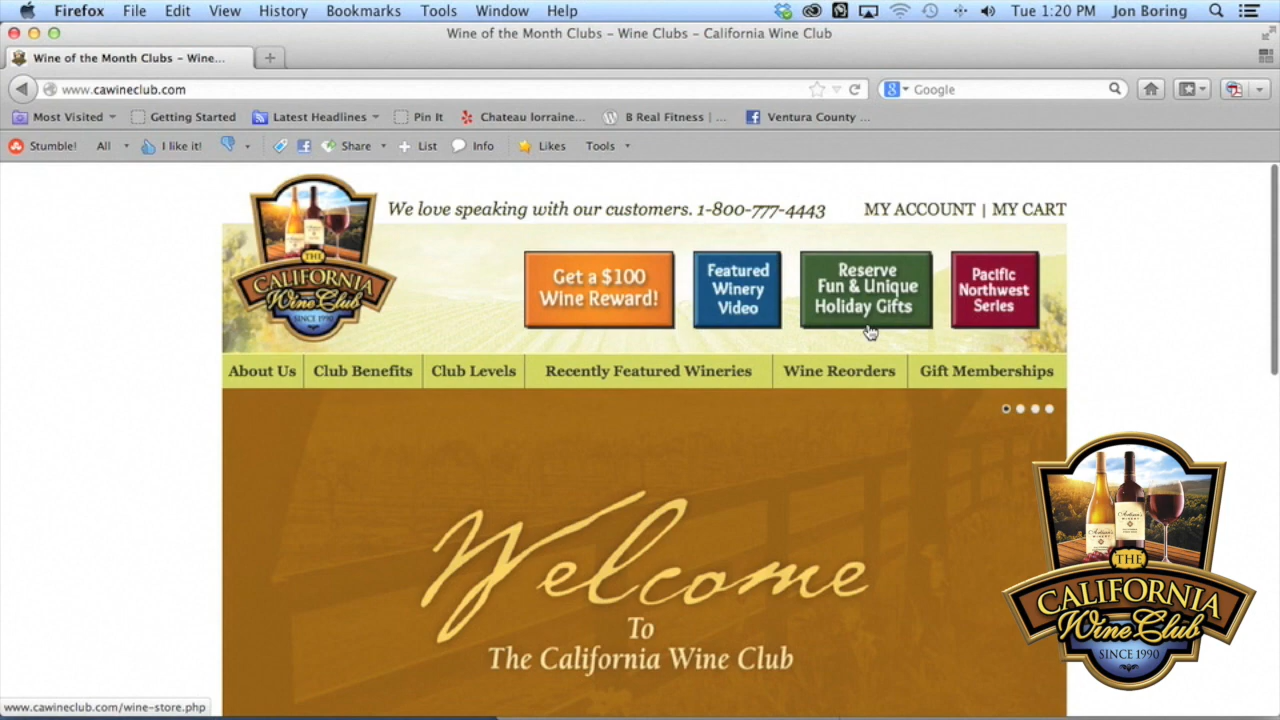 Firefox File Edit View History Bookmarks Tools Window Help Tue 1:20 PM Jon Boring
Wine of the Month Clubs – Wine Clubs – California Wine Club
Wine of the Month Clubs – Wine...
www.cawineclub.com
Google
Most Visited Getting Started Latest Headlines Pin It Chateau lorraine... B Real Fitness | ... Ventura County ...
Stumble! All I like it! Share List Info Likes Tools
We love speaking with our customers. 1-800-777-4443 MY ACCOUNT | MY CART
THE
CALIFORNIA
Wine Club
SINCE 1990
Get a $100
Wine Reward!
Featured
Winery
Video
Reserve
Fun & Unique
Holiday Gifts
Pacific
Northwest
Series
About Us Club Benefits Club Levels Recently Featured Wineries Wine Reorders Gift Memberships
Welcome
To
The California Wine Club
THE
CALIFORNIA
Wine Club
SINCE 1990
www.cawineclub.com/wine-store.php